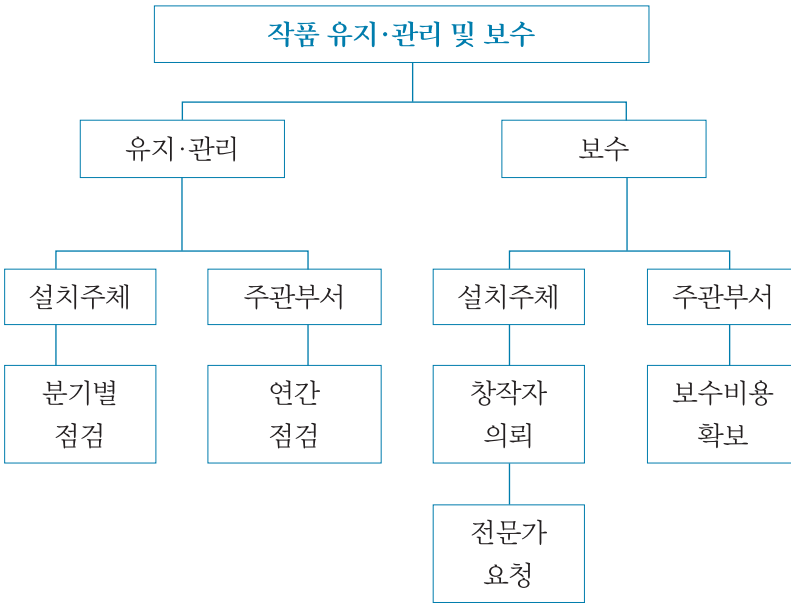 작품 유지·관리 및 보수
유지·관리
보수
설치주체
주관부서
설치주체
주관부서
분기별
점검
연간
점검
창작자
의뢰
보수비용
확보
전문가
요청